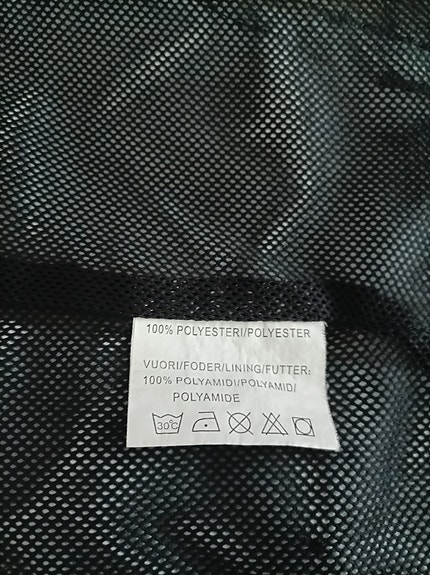 100% POLYESTERI/POLYESTER
VUORI/FODER/LINING/FUTTER:
100% POLYAMIDI/POLYAMID/
POLYAMIDE
30°C